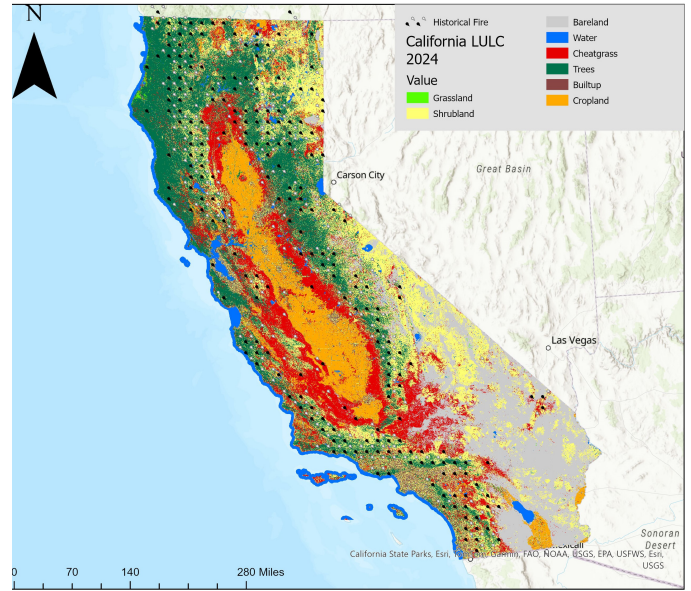 N
Historical Fire
California LULC
2024
Value
Grassland
Shrubland
Bareland
Water
Cheatgrass
Trees
Builtup
Cropland
Carson City
Great Basin
Las Vegas
Sonoran
Desert
California State Parks, Esri, Garmin, FAO, NOAA, USGS, EPA, USFWS, Esri,
USGS
0 70 140 280 Miles